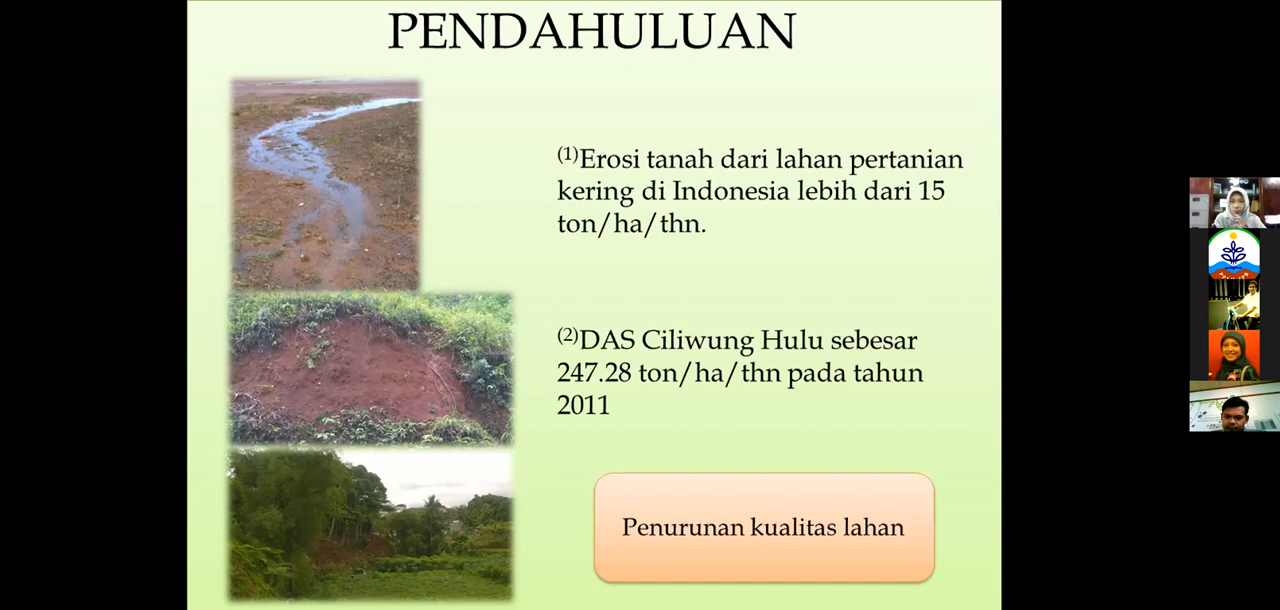 PENDAHULUAN
(1)Erosi tanah dari lahan pertanian
kering di Indonesia lebih dari 15
ton/ha/thn.
(2)DAS Ciliwung Hulu sebesar
247.28 ton/ha/thn pada tahun
2011
Penurunan kualitas lahan